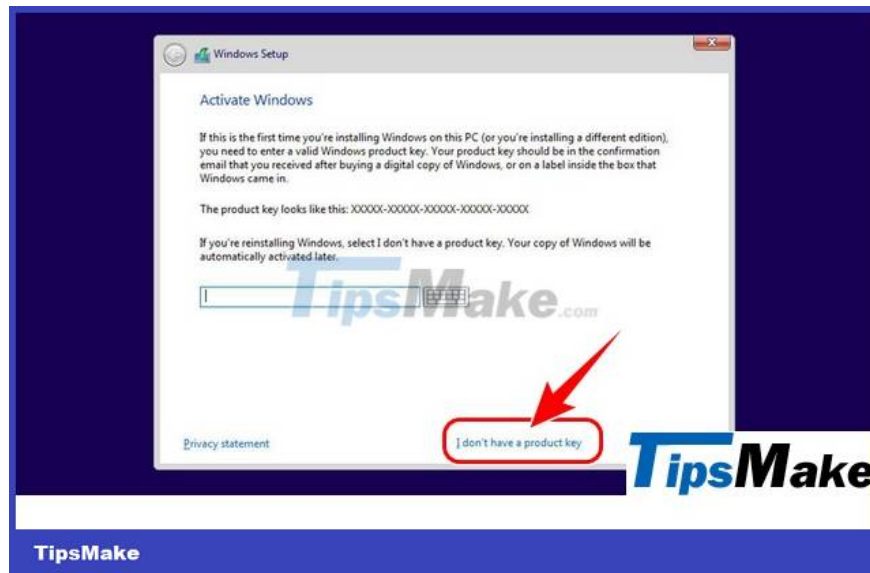 Windows Setup
Activate Windows
If this is the first time you're installing Windows on this PC (or you're installing a different edition),
you need to enter a valid Windows product key. Your product key should be in the confirmation
email that you received after buying a digital copy of Windows, or on a label inside the box that
Windows came in.
The product key looks like this: XXXXX-XXXXX-XXXXX-XXXXX-XXXXX
If you're reinstalling Windows, select I don't have a product key. Your copy of Windows will be
automatically activated later.
TipsMake.com
Privacy statement
I don't have a product key
TipsMake
TipsMake